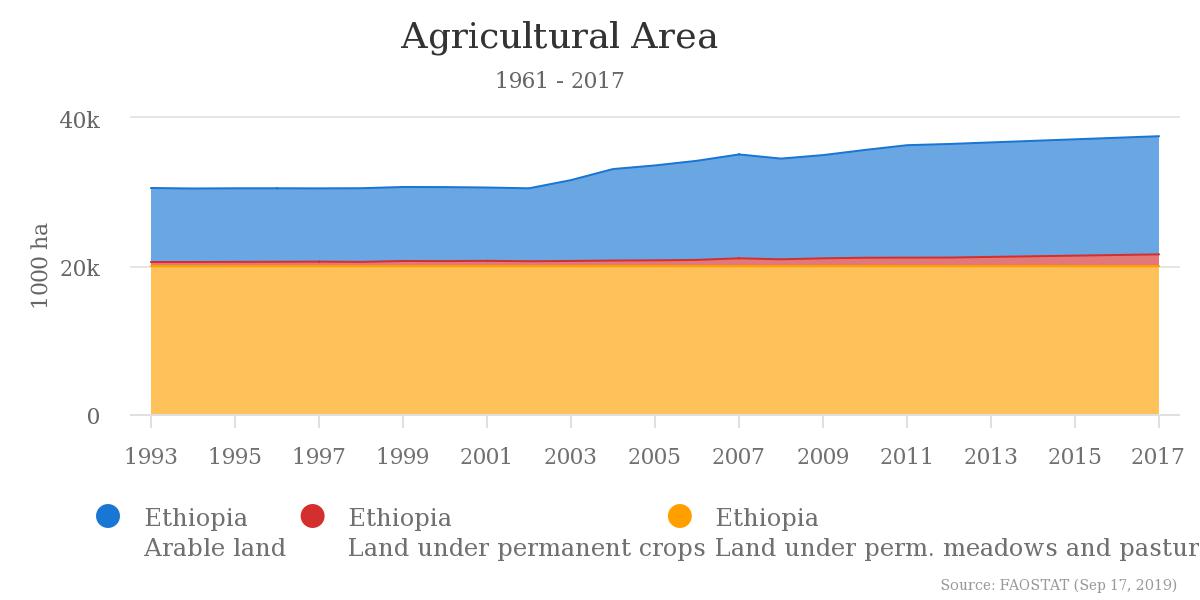 Agricultural Area
1961 - 2017
40k
20k
0
1000 ha
1993 1995 1997 1999 2001 2003 2005 2007 2009 2011 2013 2015 2017
Ethiopia Ethiopia Ethiopia
Arable land Land under permanent crops Land under perm. meadows and pastur
Source: FAOSTAT (Sep 17, 2019)